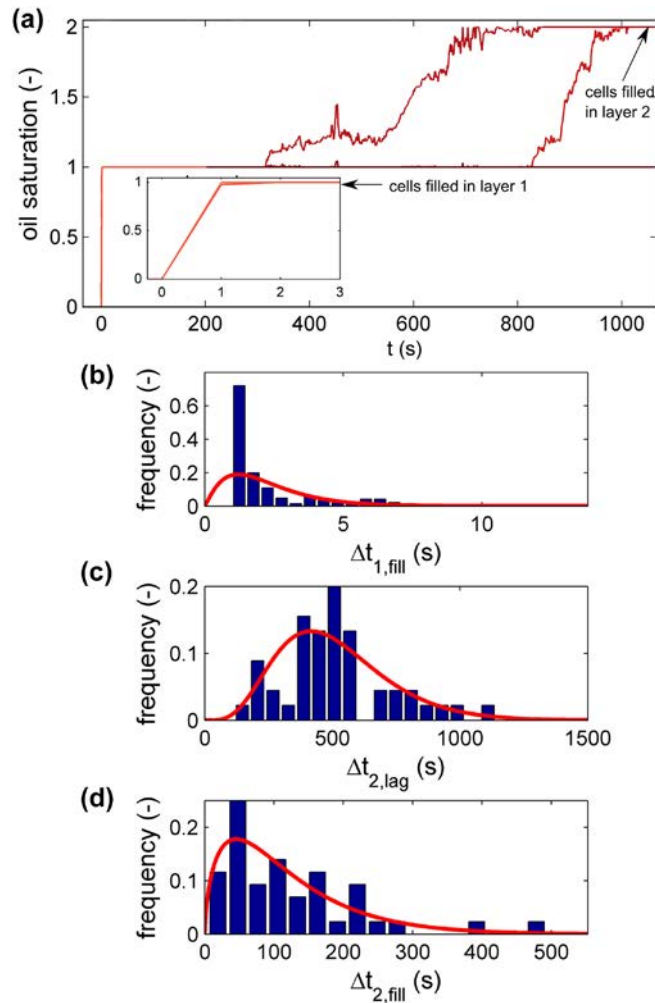 (a)
oil saturation (-)
2
1.5
1
0.5
0
cells filled
in layer 2
1
0.5
0
0
1
2
3
cells filled in layer 1
0
200
400
600
800
1000
t (s)
(b)
frequency (-)
0.6
0.4
0.2
0
0
5
10
Δt1,fill (s)
(c)
frequency (-)
0.2
0.1
0
0
500
1000
1500
Δt2,lag (s)
(d)
frequency (-)
0.2
0.1
0
0
100
200
300
400
500
Δt2,fill (s)